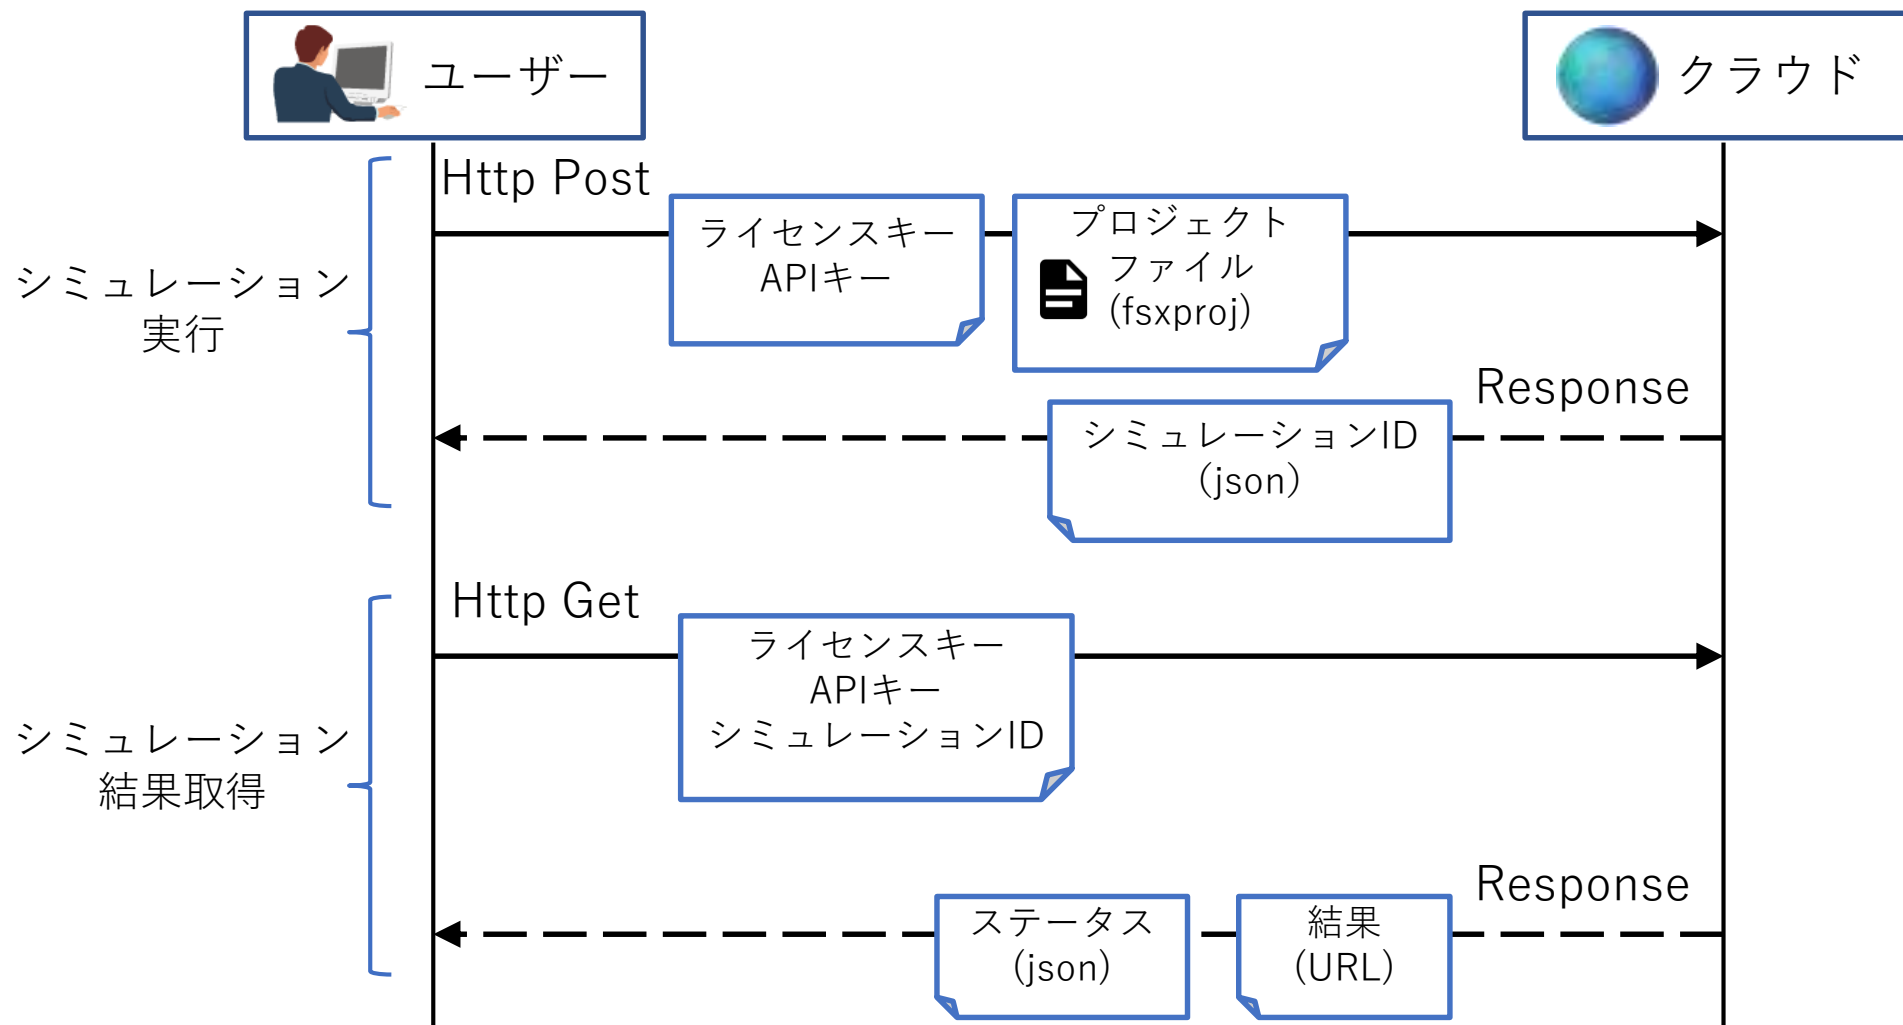 ユーザー
クラウド
Http Post
ライセンスキー
APIキー
プロジェクト
ファイル
(fsxproj)
シミュレーション
実行
Response
シミュレーションID
(json)
Http Get
ライセンスキー
APIキー
シミュレーションID
シミュレーション
結果取得
Response
ステータス
(json)
結果
(URL)